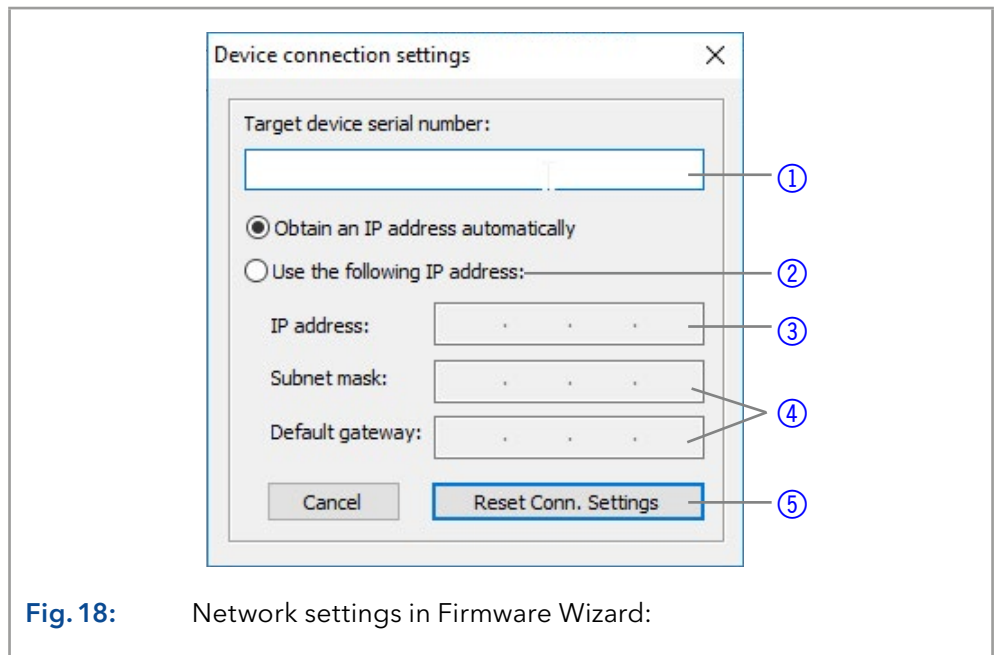 Device connection settings
Target device serial number:
①
Obtain an IP address automatically
Use the following IP address: ②
IP address: . . . ③
Subnet mask: . . .
④
Default gateway: . . .
Cancel Reset Conn. Settings ⑤
Fig. 18: Network settings in Firmware Wizard: